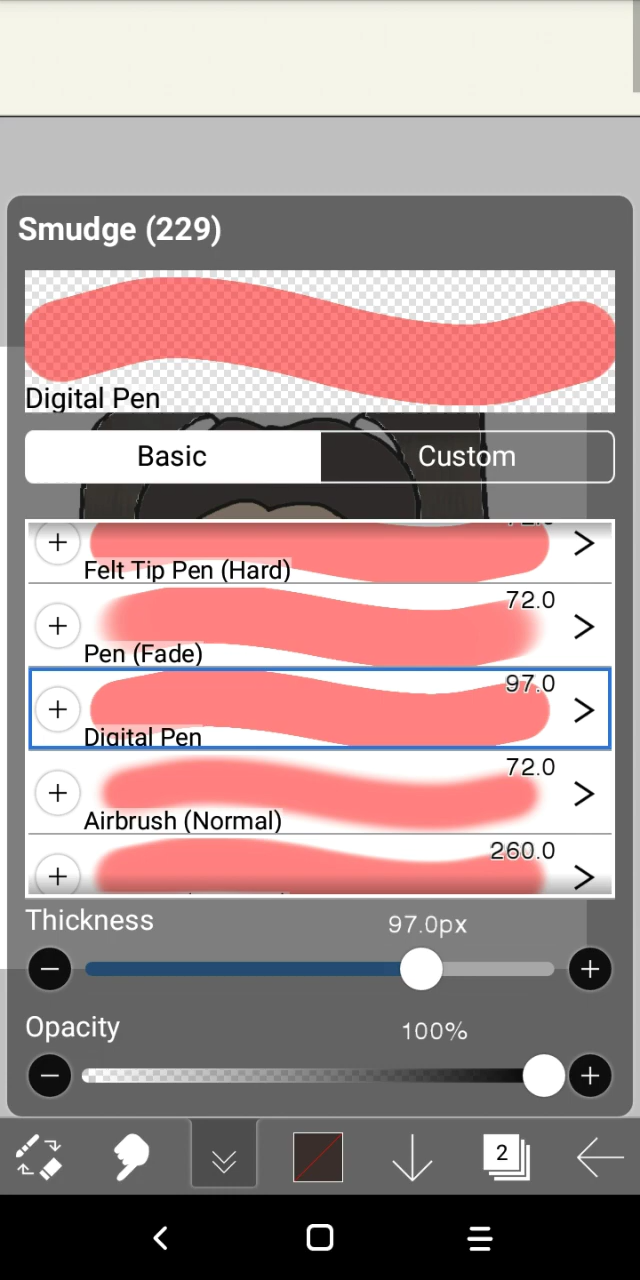 Smudge (229)
Digital Pen
Basic
Custom
Felt Tip Pen (Hard)
72.0
Pen (Fade)
97.0
Digital Pen
72.0
Airbrush (Normal)
260.0
Thickness
97.0px
Opacity
100%
2